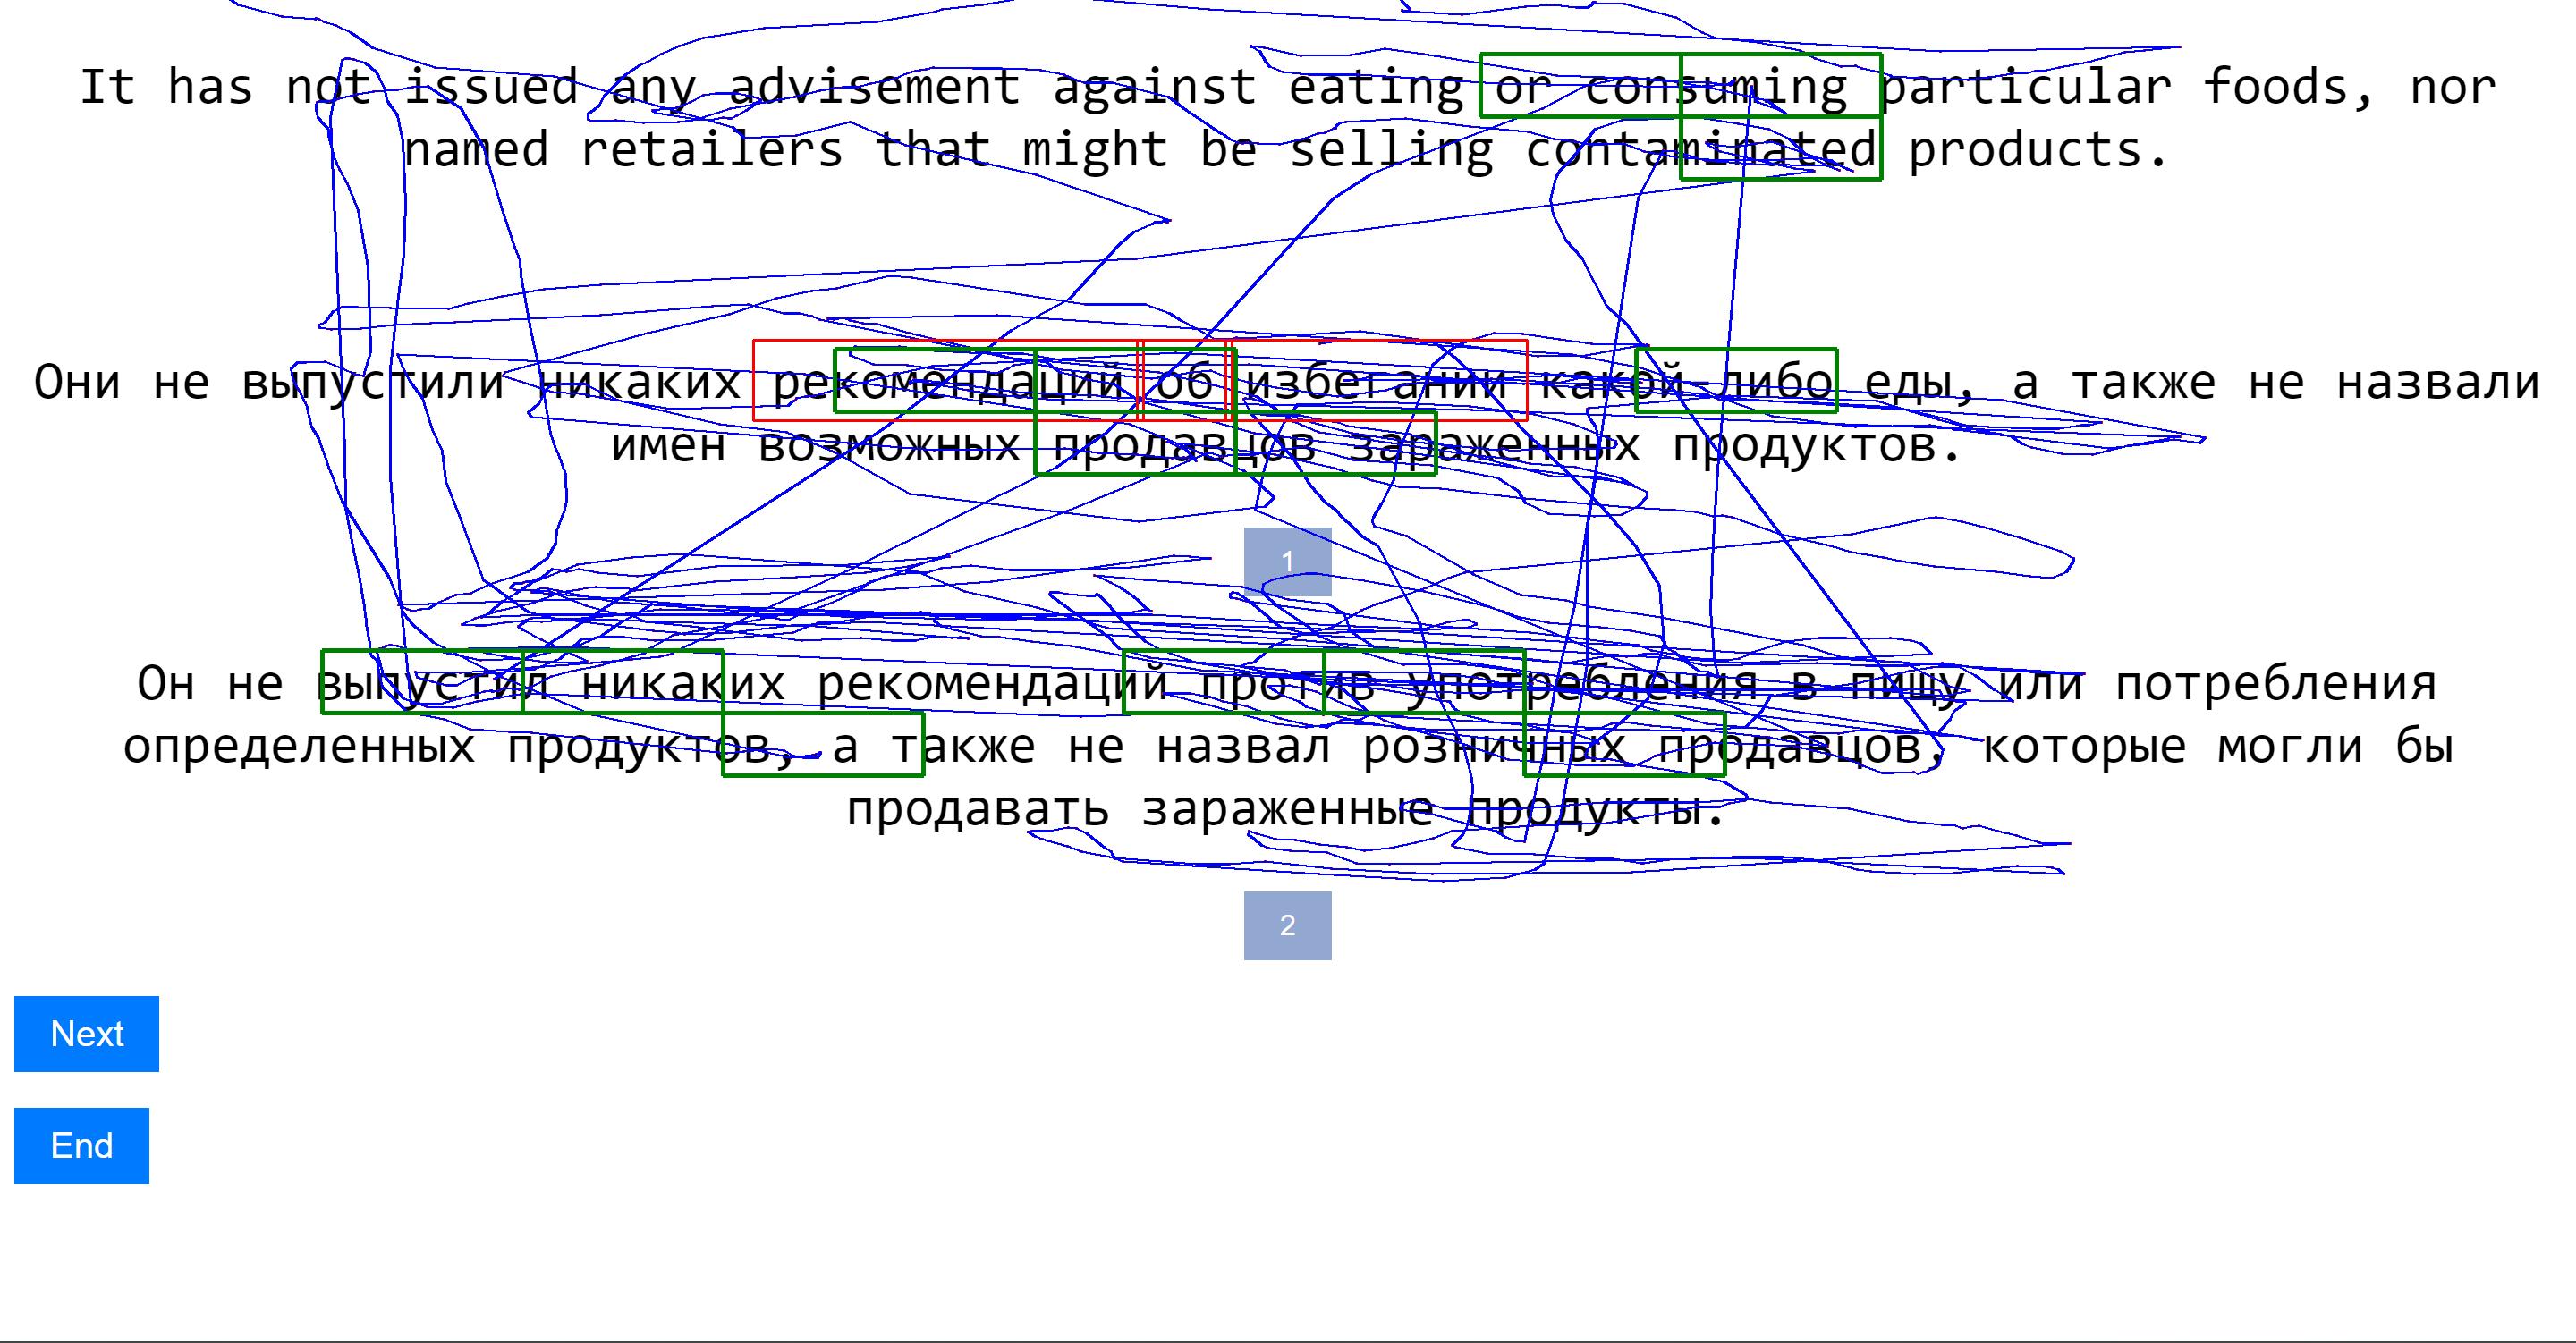 It has not issued any advisement against eating or consuming particular foods, nor
named retailers that might be selling contaminated products.
Они не выпустили никаких рекомендаций об избегании какой-либо еды, а также не назвали
имен возможных продавцов зараженных продуктов.
1
Он не выпустил никаких рекомендаций против употребления в пищу или потребления
определенных продуктов, а также не назвал розничных продавцов, которые могли бы
продавать зараженные продукты.
2
Next
End